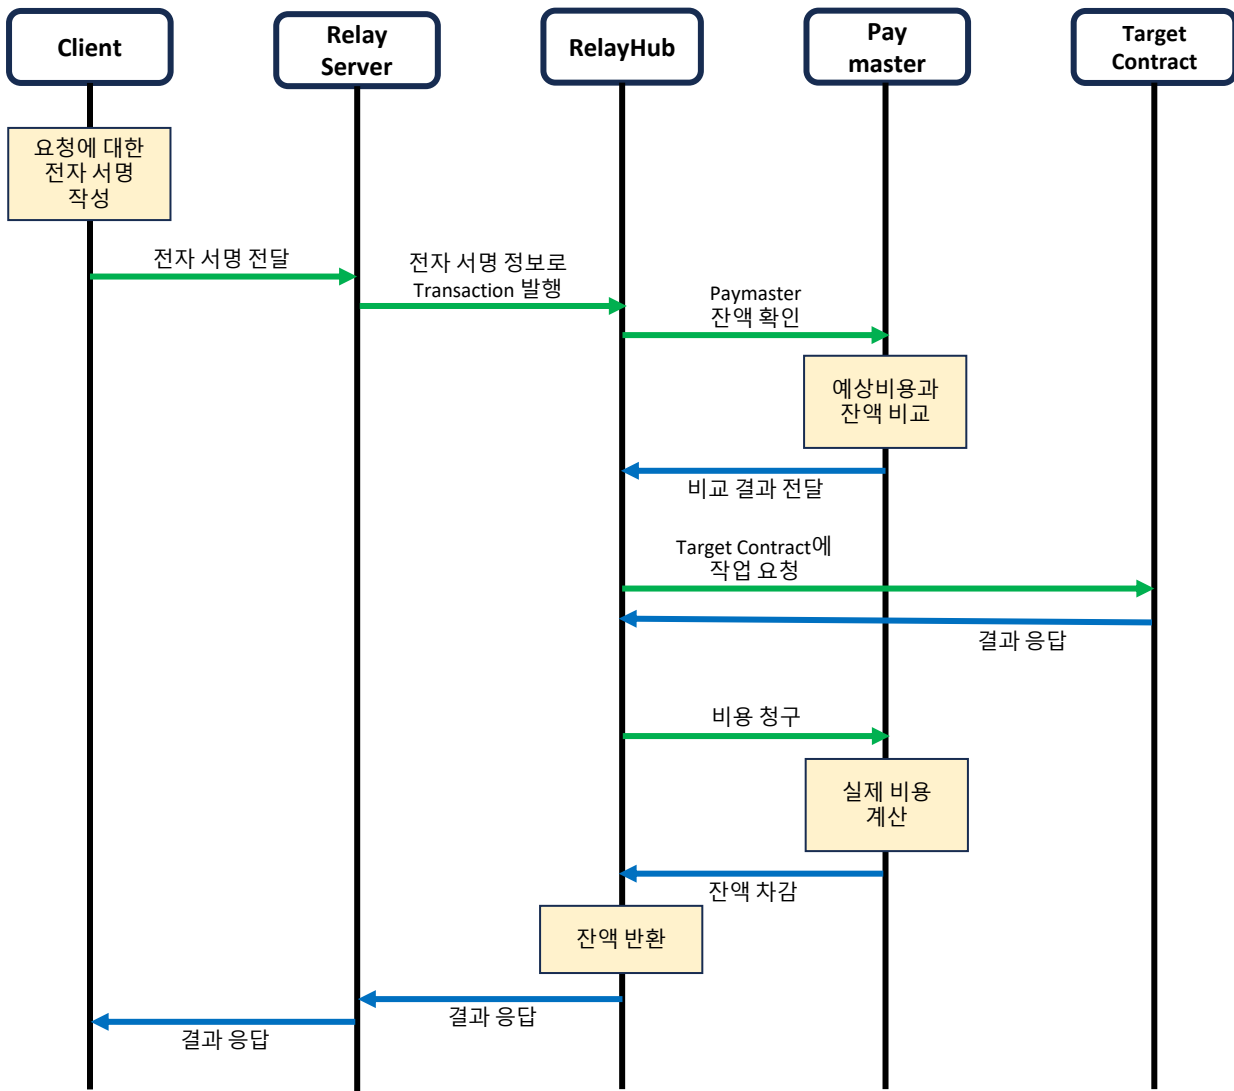 Client
Relay
Server
RelayHub
Pay
master
Target
Contract
요청에 대한
전자 서명
작성
전자 서명 전달
전자 서명 정보로
Transaction 발행
Paymaster
잔액 확인
예상비용과
잔액 비교
비교 결과 전달
Target Contract에
작업 요청
결과 응답
비용 청구
실제 비용
계산
잔액 차감
잔액 반환
결과 응답
결과 응답